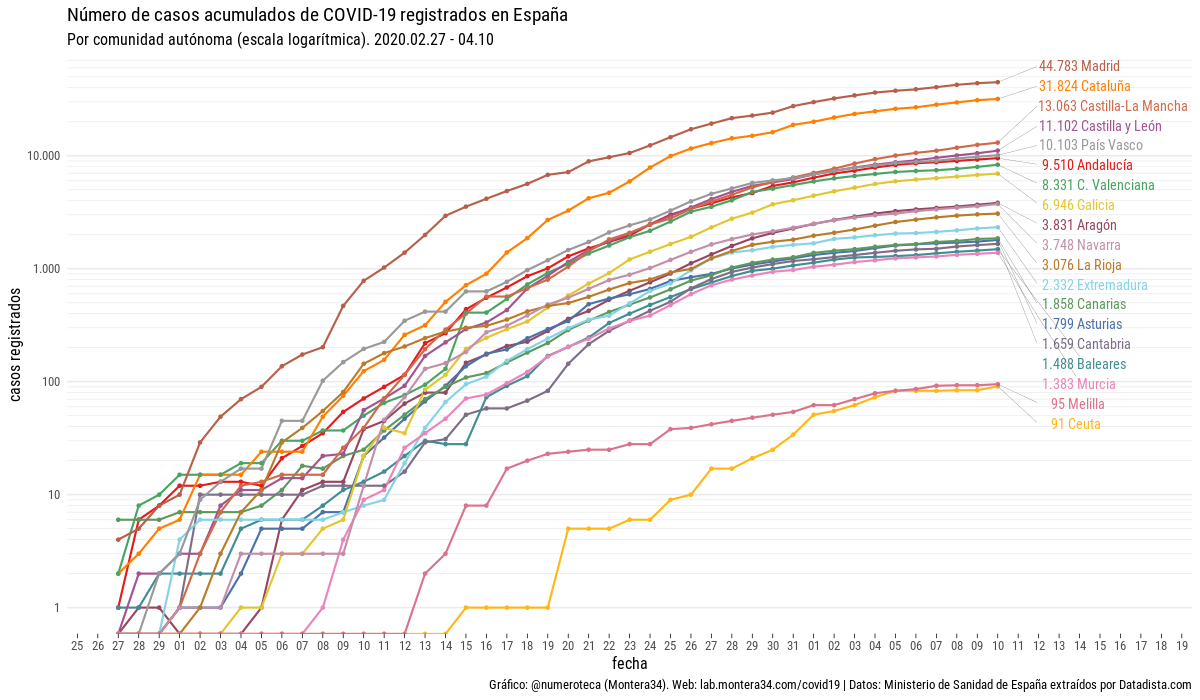 Número de casos acumulados de COVID-19 registrados en España
Por comunidad autónoma (escala logarítmica). 2020.02.27 - 04.10
casos registrados
10.000
1.000
100
10
1
44.783 Madrid
31.824 Cataluña
13.063 Castilla-La Mancha
11.102 Castilla y León
10.103 País Vasco
9.510 Andalucía
8.331 C. Valenciana
6.946 Galicia
3.831 Aragón
3.748 Navarra
3.076 La Rioja
2.332 Extremadura
1.858 Canarias
1.799 Asturias
1.659 Cantabria
1.488 Baleares
1.383 Murcia
95 Melilla
91 Ceuta
25 26 27 28 29 01 02 03 04 05 06 07 08 09 10 11 12 13 14 15 16 17 18 19 20 21 22 23 24 25 26 27 28 29 30 31 01 02 03 04 05 06 07 08 09 10 11 12 13 14 15 16 17 18 19
fecha
Gráfico: @numeroteca (Montera34). Web: lab.montera34.com/covid19 | Datos: Ministerio de Sanidad de España extraídos por Datadista.com